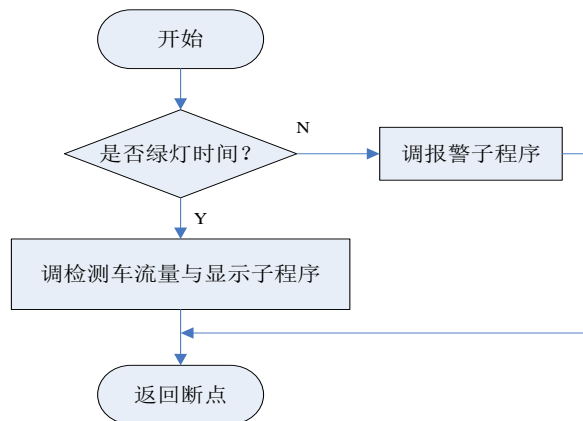 开始
是否绿灯时间？
N
调报警子程序
Y
调检测车流量与显示子程序
返回断点